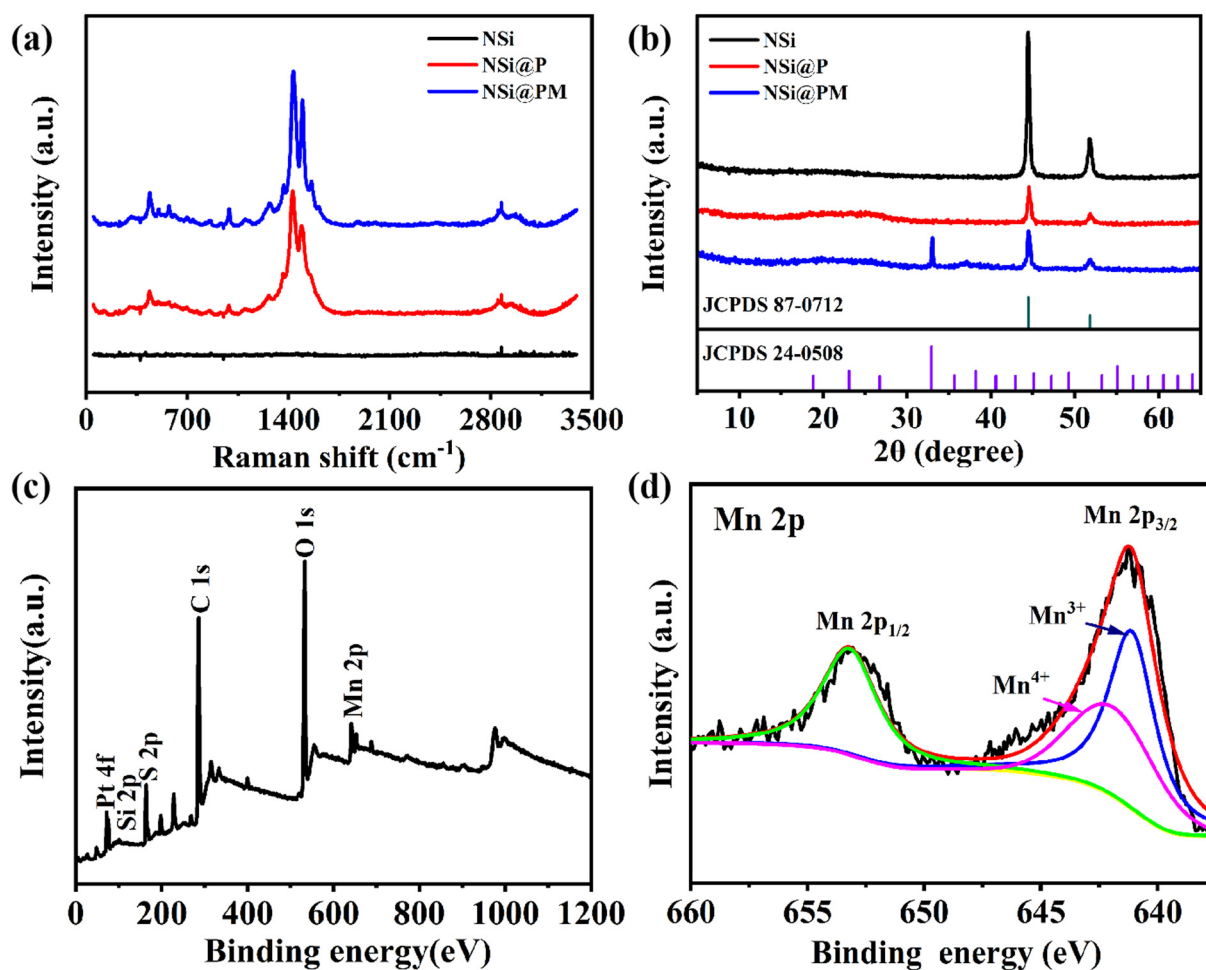 (a)
NSi
NSi@P
NSi@PM
Intensity (a.u.)
0 700 1400 2100 2800 3500
Raman shift (cm⁻¹)
(b)
NSi
NSi@P
NSi@PM
Intensity (a.u.)
JCPDS 87-0712
JCPDS 24-0508
10 20 30 40 50 60
2θ (degree)
(c)
Intensity(a.u.)
Pt 4f
Si 2p
S 2p
C 1s
O 1s
Mn 2p
0 200 400 600 800 1000 1200
Binding energy(eV)
(d)
Mn 2p
Mn 2p₃/₂
Mn³⁺
Mn 2p₁/₂
Mn⁴⁺
Intensity (a.u.)
660 655 650 645 640
Binding energy (eV)